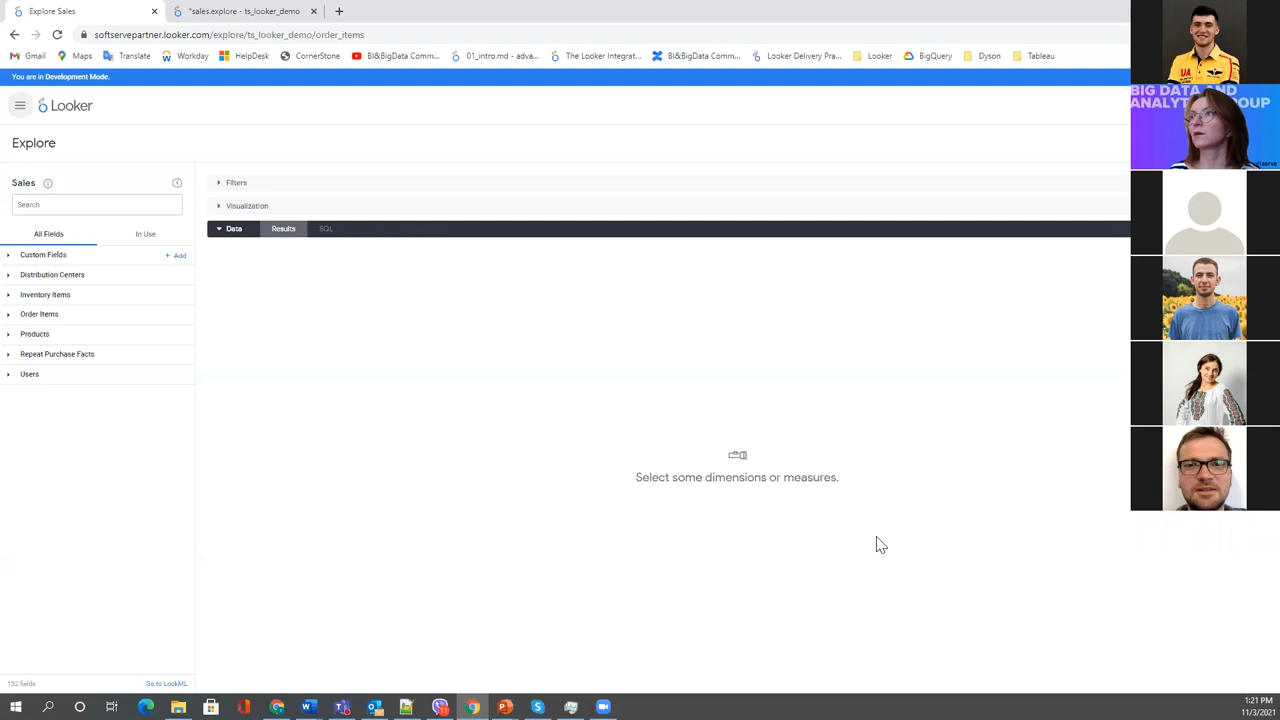 Explore Sales
*sales.explore - ts_looker_demo
softservepartner.looker.com/explore/ts_looker_demo/order_items
Gmail Maps Translate Workday HelpDesk CornerStone BI&BigData Comm... 01_intro.md - adva... The Looker Integrat... BI&BigData Comm... Looker Delivery Pra... Looker BigQuery Dyson Tableau
You are in Development Mode.
Looker
Explore
Sales
Search
All Fields In Use
Custom Fields + Add
Distribution Centers
Inventory Items
Order Items
Products
Repeat Purchase Facts
Users
152 fields Go to LookML
Filters
Visualization
Data Results SQL
Select some dimensions or measures.
UA
BIG DATA AND
1:21 PM
11/3/2021